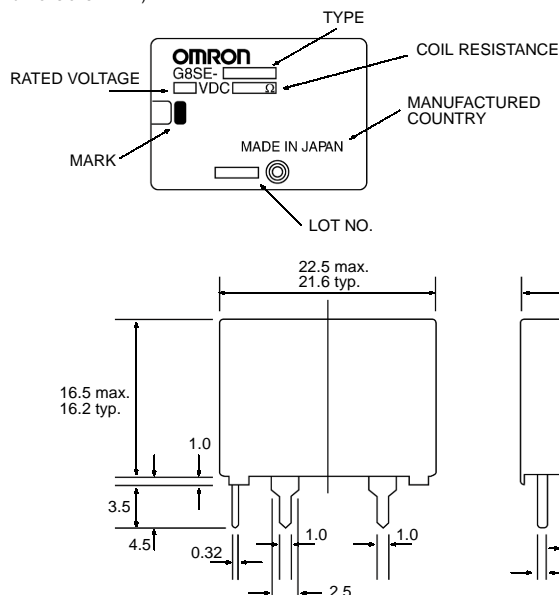 TYPE
OMRON
G8SE-
COIL RESISTANCE
RATED VOLTAGE
VDC Ω
MANUFACTURED
COUNTRY
MADE IN JAPAN
MARK
LOT NO.
22.5 max.
21.6 typ.
16.5 max.
16.2 typ.
1.0
3.5
4.5
1.0
1.0
0.32
2.5